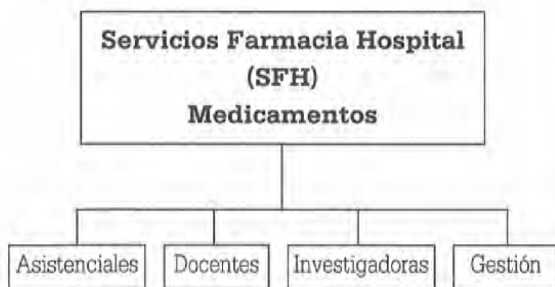 Servicios Farmacia Hospital
(SFH)
Medicamentos
Asistenciales
Docentes
Investigadoras
Gestión